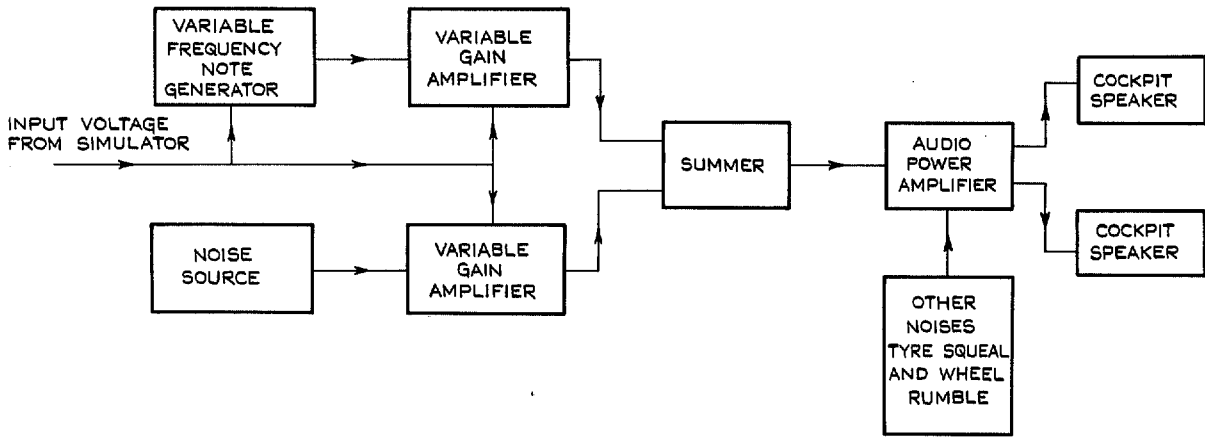 VARIABLE
FREQUENCY
NOTE
GENERATOR
VARIABLE
GAIN
AMPLIFIER
INPUT VOLTAGE
FROM SIMULATOR
NOISE
SOURCE
VARIABLE
GAIN
AMPLIFIER
SUMMER
AUDIO
POWER
AMPLIFIER
COCKPIT
SPEAKER
COCKPIT
SPEAKER
OTHER
NOISES
TYRE SQUEAL
AND WHEEL
RUMBLE